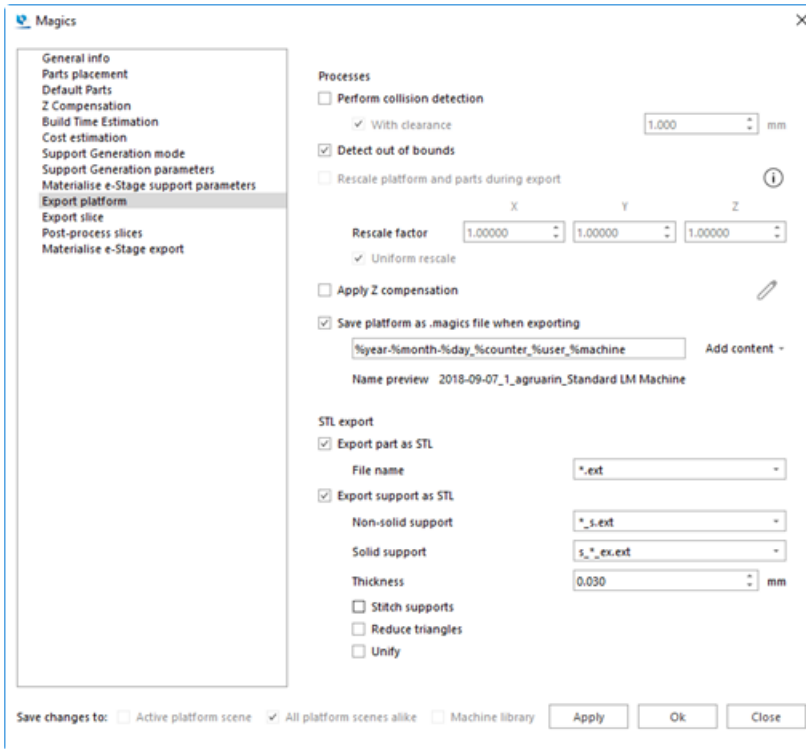 Magics
General info
Parts placement
Default Parts
Z Compensation
Build Time Estimation
Cost estimation
Support Generation mode
Support Generation parameters
Materialise e-Stage support parameters
Export platform
Export slice
Post-process slices
Materialise e-Stage export
Processes
Perform collision detection
With clearance 1.000 mm
Detect out of bounds
Rescale platform and parts during export
X Y Z
Rescale factor 1.00000 1.00000 1.00000
Uniform rescale
Apply Z compensation
Save platform as .magics file when exporting
%year-%month-%day_%counter_%user_%machine Add content
Name preview 2018-09-07_1_agruarin_Standard LM Machine
STL export
Export part as STL
File name *.ext
Export support as STL
Non-solid support *_s.ext
Solid support s_*_ex.ext
Thickness 0.030 mm
Stitch supports
Reduce triangles
Unify
Save changes to: Active platform scene All platform scenes alike Machine library Apply Ok Close